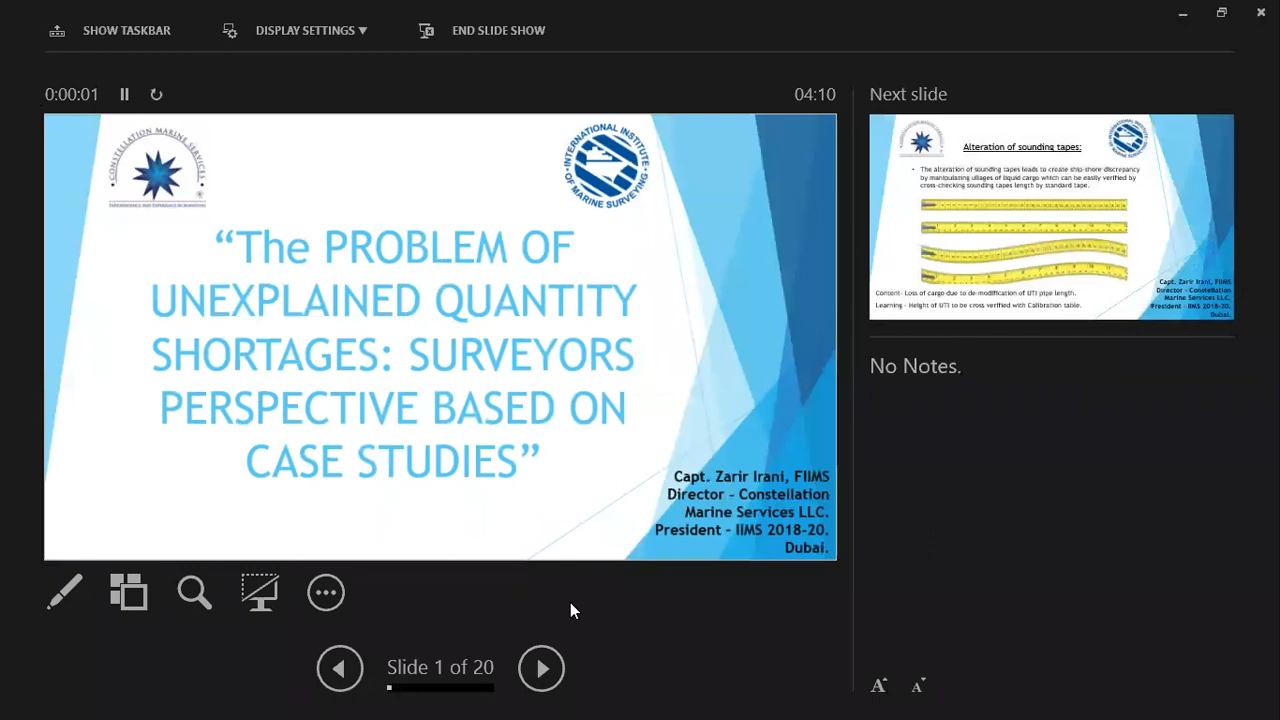 SHOW TASKBAR
DISPLAY SETTINGS ▼
END SLIDE SHOW
0:00:01
04:10
Next slide
CONSTELLATION MARINE SERVICES
INTERNATIONAL INSTITUTE
OF MARINE SURVEYING
“The PROBLEM OF
UNEXPLAINED QUANTITY
SHORTAGES: SURVEYORS
PERSPECTIVE BASED ON
CASE STUDIES”
Capt. Zarir Irani, FIIMS
Director – Constellation
Marine Services LLC.
President – IIMS 2018-20.
Dubai.
Alteration of sounding tapes:
• The alteration of sounding tapes leads to create ship-shore discrepancy
by manipulating ullages of liquid cargo which can be easily verified by
cross-checking sounding tapes length by standard tape.
Content- Loss of cargo due to de-modification of UTI pipe length.
Learning - Height of UTI to be cross verified with Calibration table.
Capt. Zarir Irani, FIIMS
Director – Constellation
Marine Services LLC.
President – IIMS 2018-20.
Dubai.
No Notes.
Slide 1 of 20
A A